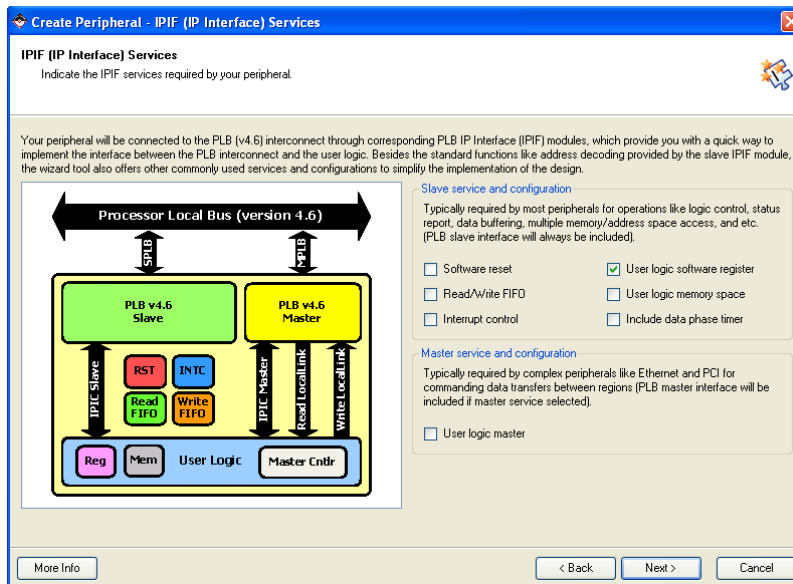 Create Peripheral - IPIF (IP Interface) Services
IPIF (IP Interface) Services
Indicate the IPIF services required by your peripheral.
Your peripheral will be connected to the PLB (v4.6) interconnect through corresponding PLB IP Interface (IPIF) modules, which provide you with a quick way to
implement the interface between the PLB interconnect and the user logic. Besides the standard functions like address decoding provided by the slave IPIF module,
the wizard tool also offers other commonly used services and configurations to simplify the implementation of the design.
Processor Local Bus (version 4.6)
SPLB
MPLB
PLB v4.6
Slave
PLB v4.6
Master
IPIC Slave
RST
INTC
Read
FIFO
Write
FIFO
IPIC Master
Read LocalLink
Write LocalLink
Reg
Mem
User Logic
Master Cntlr
Slave service and configuration
Typically required by most peripherals for operations like logic control, status
report, data buffering, multiple memory/address space access, and etc.
(PLB slave interface will always be included).
Software reset
User logic software register
Read/Write FIFO
User logic memory space
Interrupt control
Include data phase timer
Master service and configuration
Typically required by complex peripherals like Ethernet and PCI for
commanding data transfers between regions (PLB master interface will be
included if master service selected).
User logic master
More Info
< Back
Next >
Cancel